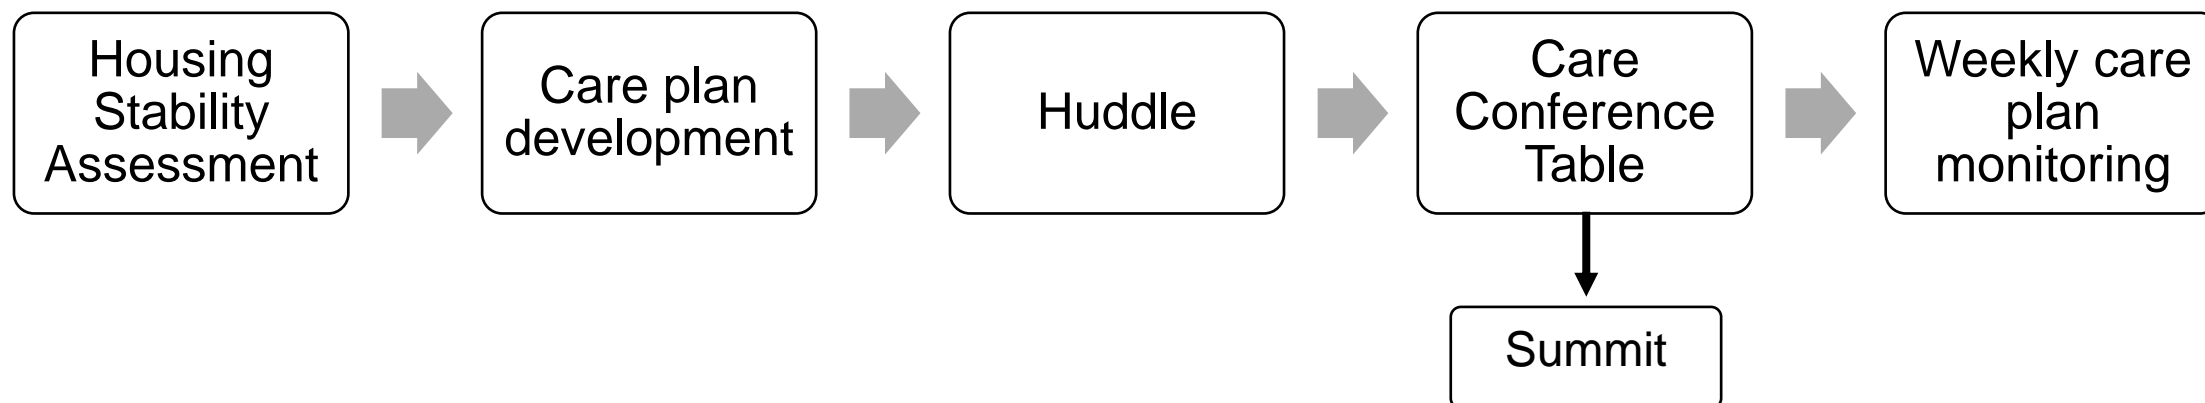 Housing
Stability
Assessment
Care plan
development
Huddle
Care
Conference
Table
Weekly care
plan
monitoring
Summit